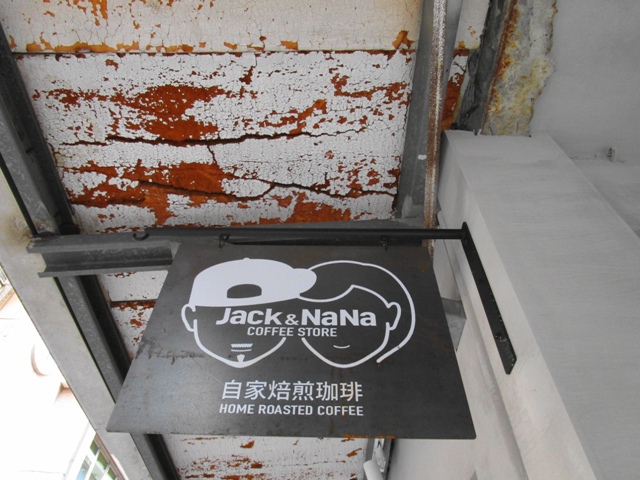 Jack & NaNa
COFFEE STORE
自家焙煎珈琲
HOME ROASTED COFFEE